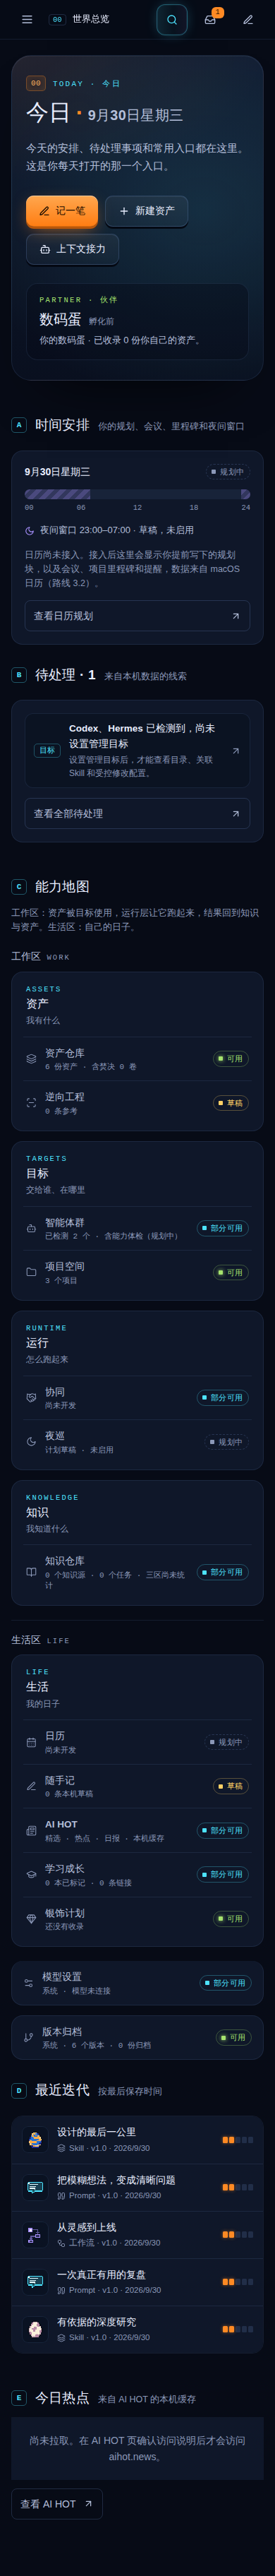 00 世界总览
1
00 TODAY · 今日
今日 · 9月30日星期三
今天的安排、待处理事项和常用入口都在这里。
这是你每天打开的那一个入口。
记一笔
新建资产
上下文接力
PARTNER · 伙伴
数码蛋 孵化前
你的数码蛋 · 已收录 0 份你自己的资产。
A 时间安排 你的规划、会议、里程碑和夜间窗口
9月30日星期三 规划中
00 06 12 18 24
夜间窗口 23:00–07:00 · 草稿，未启用
日历尚未接入。接入后这里会显示你提前写下的规划
块，以及会议、项目里程碑和提醒，数据来自 macOS
日历（路线 3.2）。
查看日历规划
B 待处理 · 1 来自本机数据的线索
目标
Codex、Hermes 已检测到，尚未
设置管理目标
设置管理目标后，才能查看目录、关联
Skill 和受控修改配置。
查看全部待处理
C 能力地图
工作区：资产被目标使用，运行层让它跑起来，结果回到知识
与资产。生活区：自己的日子。
工作区 WORK
ASSETS
资产
我有什么
资产仓库
6 份资产 · 含焚决 0 卷
可用
逆向工程
0 条参考
草稿
TARGETS
目标
交给谁、在哪里
智能体群
已检测 2 个 · 含能力体检（规划中）
部分可用
项目空间
3 个项目
可用
RUNTIME
运行
怎么跑起来
协同
尚未开发
部分可用
夜巡
计划草稿 · 未启用
规划中
KNOWLEDGE
知识
我知道什么
知识仓库
0 个知识源 · 0 个任务 · 三区尚未统
计
部分可用
生活区 LIFE
LIFE
生活
我的日子
日历
尚未开发
规划中
随手记
0 条本机草稿
草稿
AI HOT
精选 · 热点 · 日报 · 本机缓存
部分可用
学习成长
0 本已标记 · 0 条链接
部分可用
银饰计划
还没有收录
可用
模型设置
系统 · 模型未连接
部分可用
版本归档
系统 · 6 个版本 · 0 份归档
可用
D 最近迭代 按最后保存时间
设计的最后一公里
Skill · v1.0 · 2026/9/30
把模糊想法，变成清晰问题
Prompt · v1.0 · 2026/9/30
从灵感到上线
工作流 · v1.0 · 2026/9/30
一次真正有用的复盘
Prompt · v1.0 · 2026/9/30
有依据的深度研究
Skill · v1.0 · 2026/9/30
E 今日热点 来自 AI HOT 的本机缓存
尚未拉取。在 AI HOT 页确认访问说明后才会访问
aihot.news。
查看 AI HOT